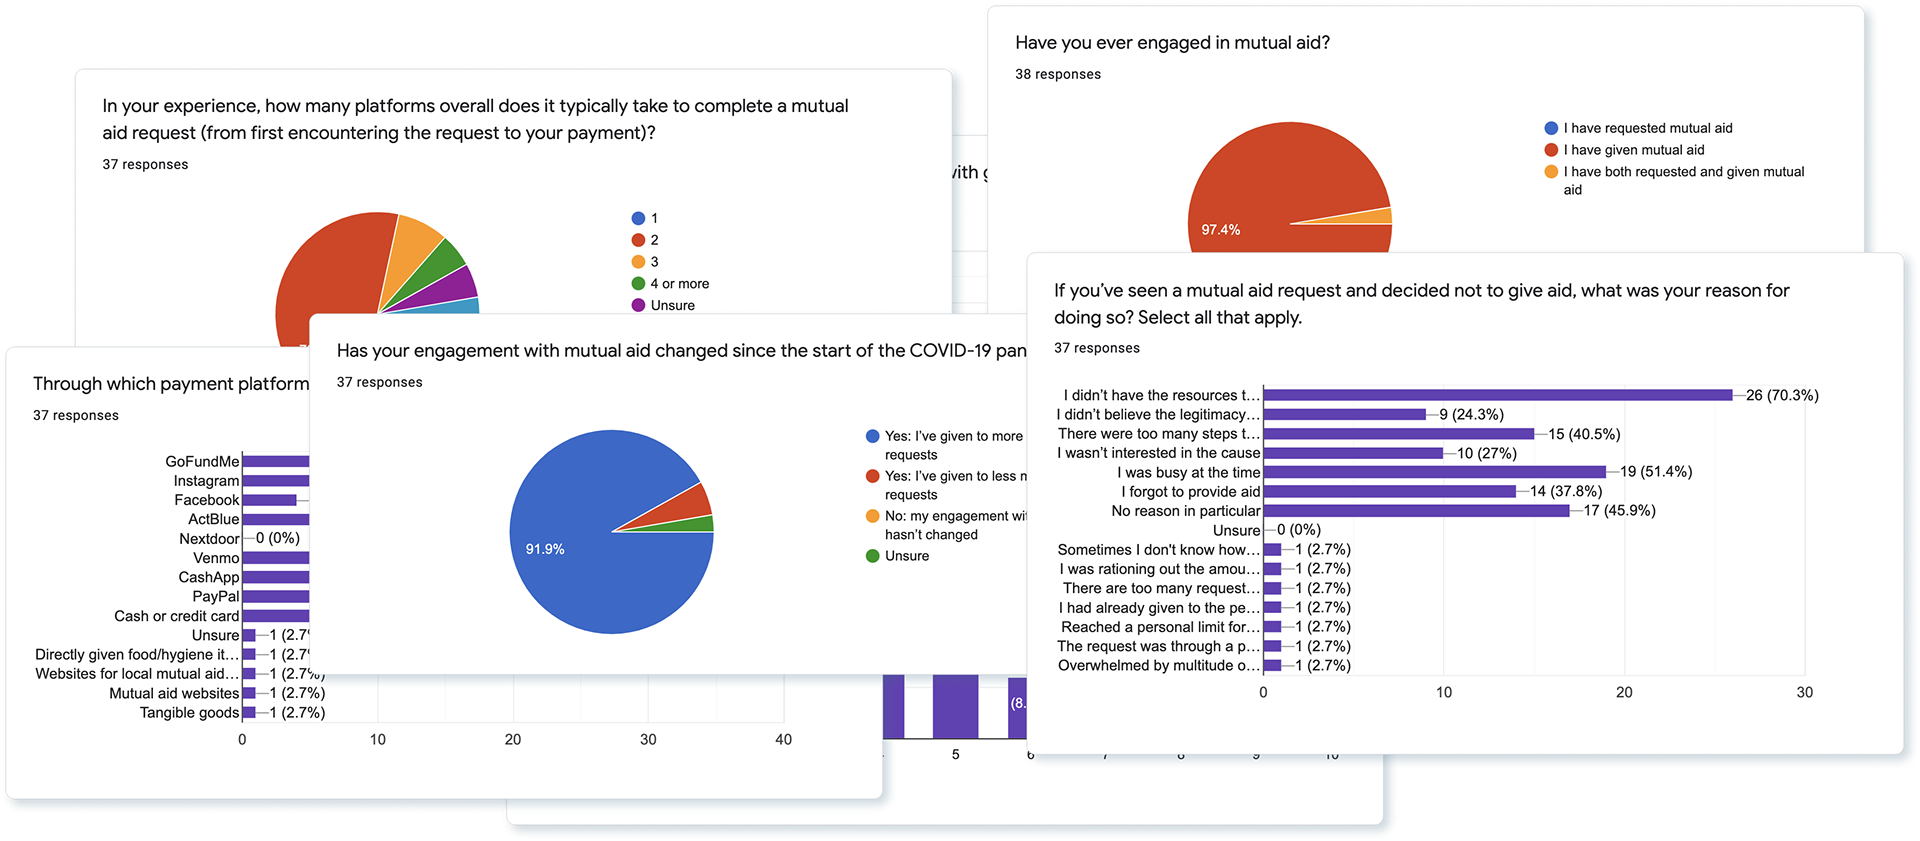 In your experience, how many platforms overall does it typically take to complete a mutual
aid request (from first encountering the request to your payment)?
37 responses
1
2
3
4 or more
Unsure
Have you ever engaged in mutual aid?
38 responses
I have requested mutual aid
I have given mutual aid
I have both requested and given mutual
aid
97.4%
Through which payment platform
37 responses
GoFundMe
Instagram
Facebook
ActBlue
Nextdoor 0 (0%)
Venmo
CashApp
PayPal
Cash or credit card
Unsure 1 (2.7
Directly given food/hygiene it... 1 (2.7
Websites for local mutual aid... 1 (2.7%)
Mutual aid websites 1 (2.7%)
Tangible goods 1 (2.7%)
0 10 20 30 40
Has your engagement with mutual aid changed since the start of the COVID-19 pan
37 responses
Yes: I've given to more
requests
Yes: I've given to less
requests
No: my engagement
hasn't changed
Unsure
91.9%
(8.
5 6
If you've seen a mutual aid request and decided not to give aid, what was your reason for
doing so? Select all that apply.
37 responses
I didn't have the resources t... 26 (70.3%)
I didn't believe the legitimacy... 9 (24.3%)
There were too many steps t... 15 (40.5%)
I wasn't interested in the cause 10 (27%)
I was busy at the time 19 (51.4%)
I forgot to provide aid 14 (37.8%)
No reason in particular 17 (45.9%)
Unsure 0 (0%)
Sometimes I don't know how... 1 (2.7%)
I was rationing out the amou... 1 (2.7%)
There are too many request... 1 (2.7%)
I had already given to the pe... 1 (2.7%)
Reached a personal limit for... 1 (2.7%)
The request was through a p... 1 (2.7%)
Overwhelmed by multitude o... 1 (2.7%)
0 10 20 30